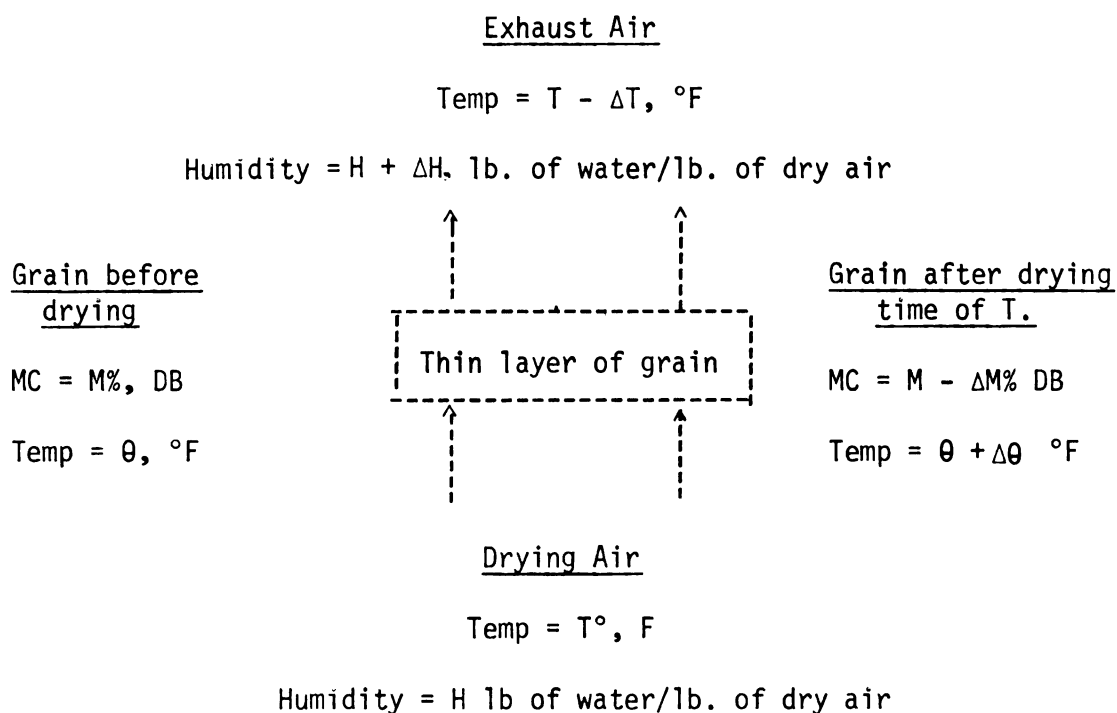 Exhaust Air
Temp = T - ΔT, °F
Humidity = H + ΔH, lb. of water/lb. of dry air
Grain before
drying
MC = M%, DB
Temp = θ, °F
Thin layer of grain
Grain after drying
time of T.
MC = M - ΔM% DB
Temp = θ + Δθ °F
Drying Air
Temp = T°, F
Humidity = H lb of water/lb. of dry air